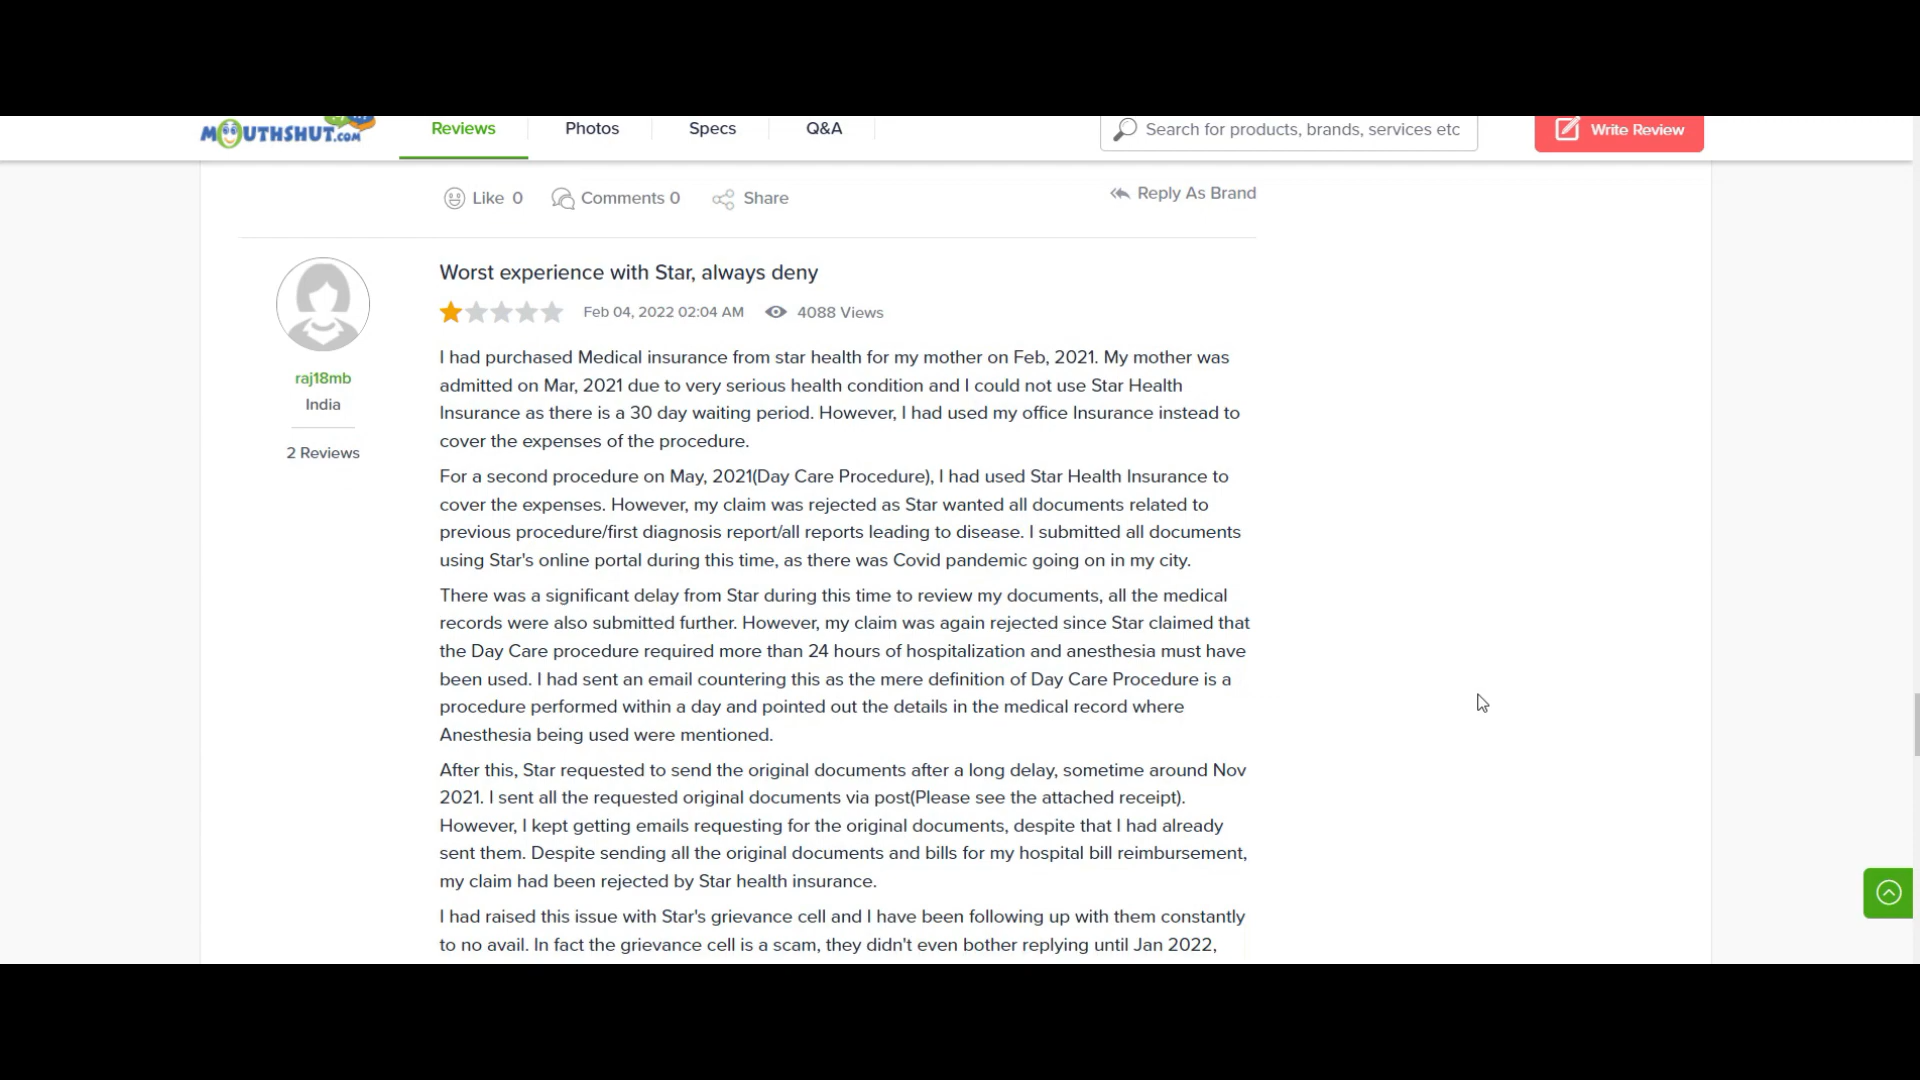 MOUTHSHUT.COM
Reviews
Photos
Specs
Q&A
Search for products, brands, services etc
Write Review
Like 0
Comments 0
Share
Reply As Brand
raj18mb
India
2 Reviews
Worst experience with Star, always deny
Feb 04, 2022 02:04 AM
4088 Views
I had purchased Medical insurance from star health for my mother on Feb, 2021. My mother was
admitted on Mar, 2021 due to very serious health condition and I could not use Star Health
Insurance as there is a 30 day waiting period. However, I had used my office Insurance instead to
cover the expenses of the procedure.
For a second procedure on May, 2021(Day Care Procedure), I had used Star Health Insurance to
cover the expenses. However, my claim was rejected as Star wanted all documents related to
previous procedure/first diagnosis report/all reports leading to disease. I submitted all documents
using Star's online portal during this time, as there was Covid pandemic going on in my city.
There was a significant delay from Star during this time to review my documents, all the medical
records were also submitted further. However, my claim was again rejected since Star claimed that
the Day Care procedure required more than 24 hours of hospitalization and anesthesia must have
been used. I had sent an email countering this as the mere definition of Day Care Procedure is a
procedure performed within a day and pointed out the details in the medical record where
Anesthesia being used were mentioned.
After this, Star requested to send the original documents after a long delay, sometime around Nov
2021. I sent all the requested original documents via post(Please see the attached receipt).
However, I kept getting emails requesting for the original documents, despite that I had already
sent them. Despite sending all the original documents and bills for my hospital bill reimbursement,
my claim had been rejected by Star health insurance.
I had raised this issue with Star's grievance cell and I have been following up with them constantly
to no avail. In fact the grievance cell is a scam, they didn't even bother replying until Jan 2022,